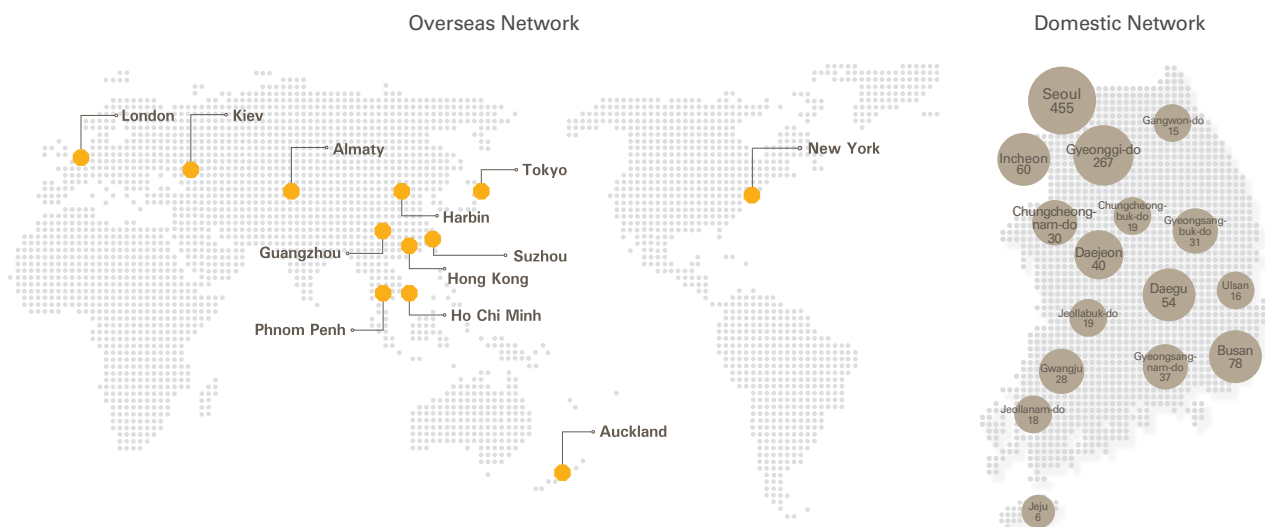 Overseas Network
London
Kiev
Almaty
Tokyo
New York
Harbin
Guangzhou
Suzhou
Hong Kong
Ho Chi Minh
Phnom Penh
Auckland
Domestic Network
Seoul
455
Gangwon-do
15
Incheon
60
Gyeonggi-do
267
Chungcheong-
nam-do
30
Chungcheong-
buk-do
19
Gyeongsang-
buk-do
31
Daejeon
40
Daegu
54
Ulsan
16
Jeollabuk-do
19
Busan
78
Gwangju
28
Gyeongsang-
nam-do
37
Jeollanam-do
18
Jeju
6